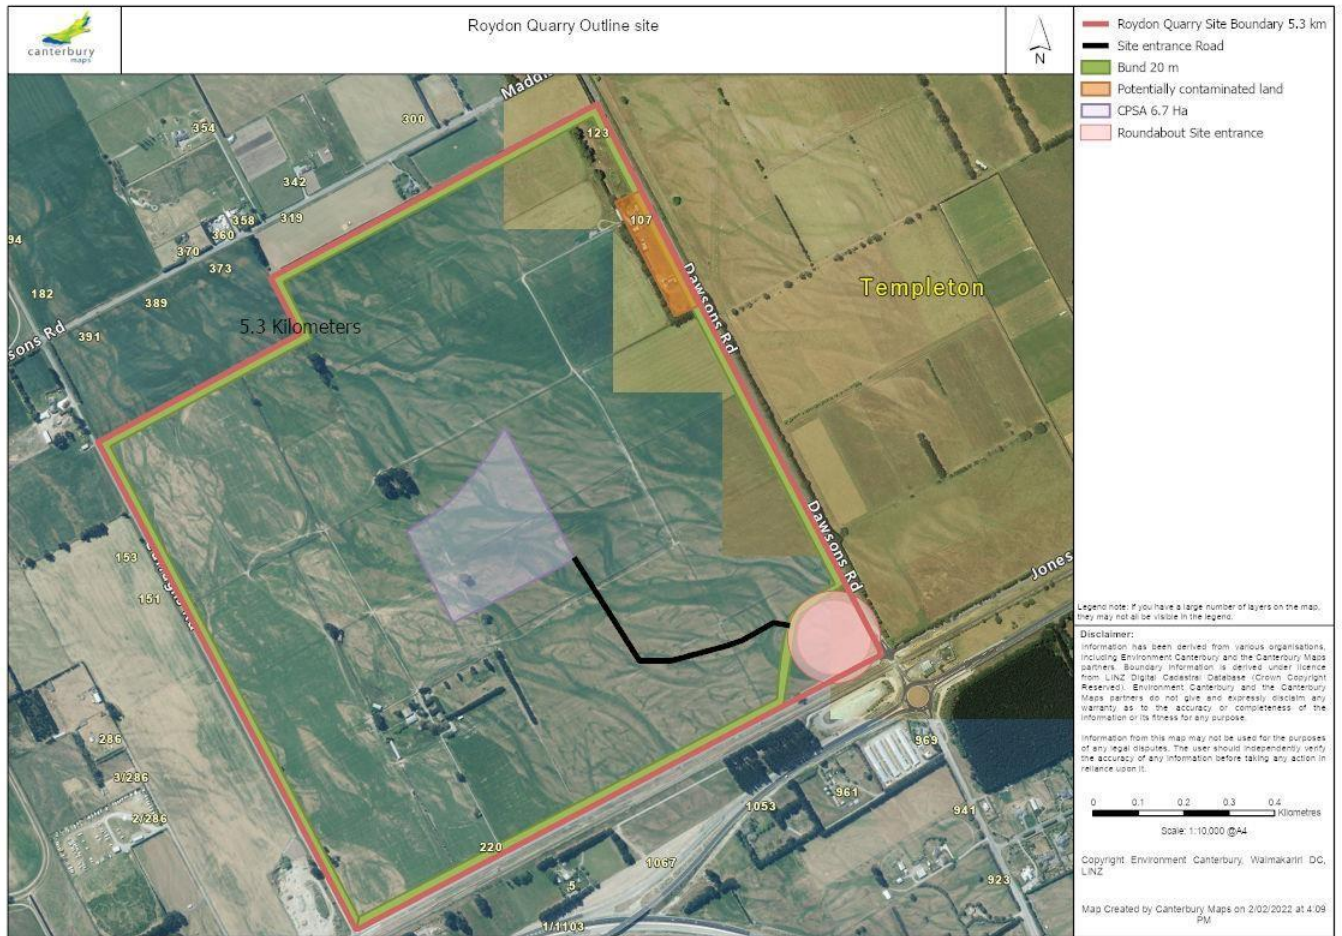 canterbury
maps
Roydon Quarry Outline site
N
Roydon Quarry Site Boundary 5.3 km
Site entrance Road
Bund 20 m
Potentially contaminated land
CPSA 6.7 Ha
Roundabout Site entrance
354
300
123
342
358
319
360
370
373
107
94
182
389
391
sons Rd
5.3 Kilometers
Dawsons Rd
Templeton
Dawsons Rd
Jones
153
151
286
3/286
2/286
220
5
1/1103
1067
1053
961
969
941
923
Legend note: If you have a large number of layers on the map,
they may not all be visible in the legend.
Disclaimer:
Information has been derived from various organisations,
including Environment Canterbury and the Canterbury Maps
partners. Boundary information is derived under licence
from LINZ Digital Cadastral Database (Crown Copyright
Reserved). Environment Canterbury and the Canterbury
Maps partners do not give and expressly disclaim any
warranty as to the accuracy or completeness of the
information or its fitness for any purpose.
Information from this map may not be used for the purposes
of any legal disputes. The user should independently verify
the accuracy of any information before taking any action in
reliance upon it.
0 0.1 0.2 0.3 0.4
Kilometres
Scale: 1:10,000 @A4
Copyright Environment Canterbury, Waimakariri DC,
LINZ
Map Created by Canterbury Maps on 2/02/2022 at 4:09
PM